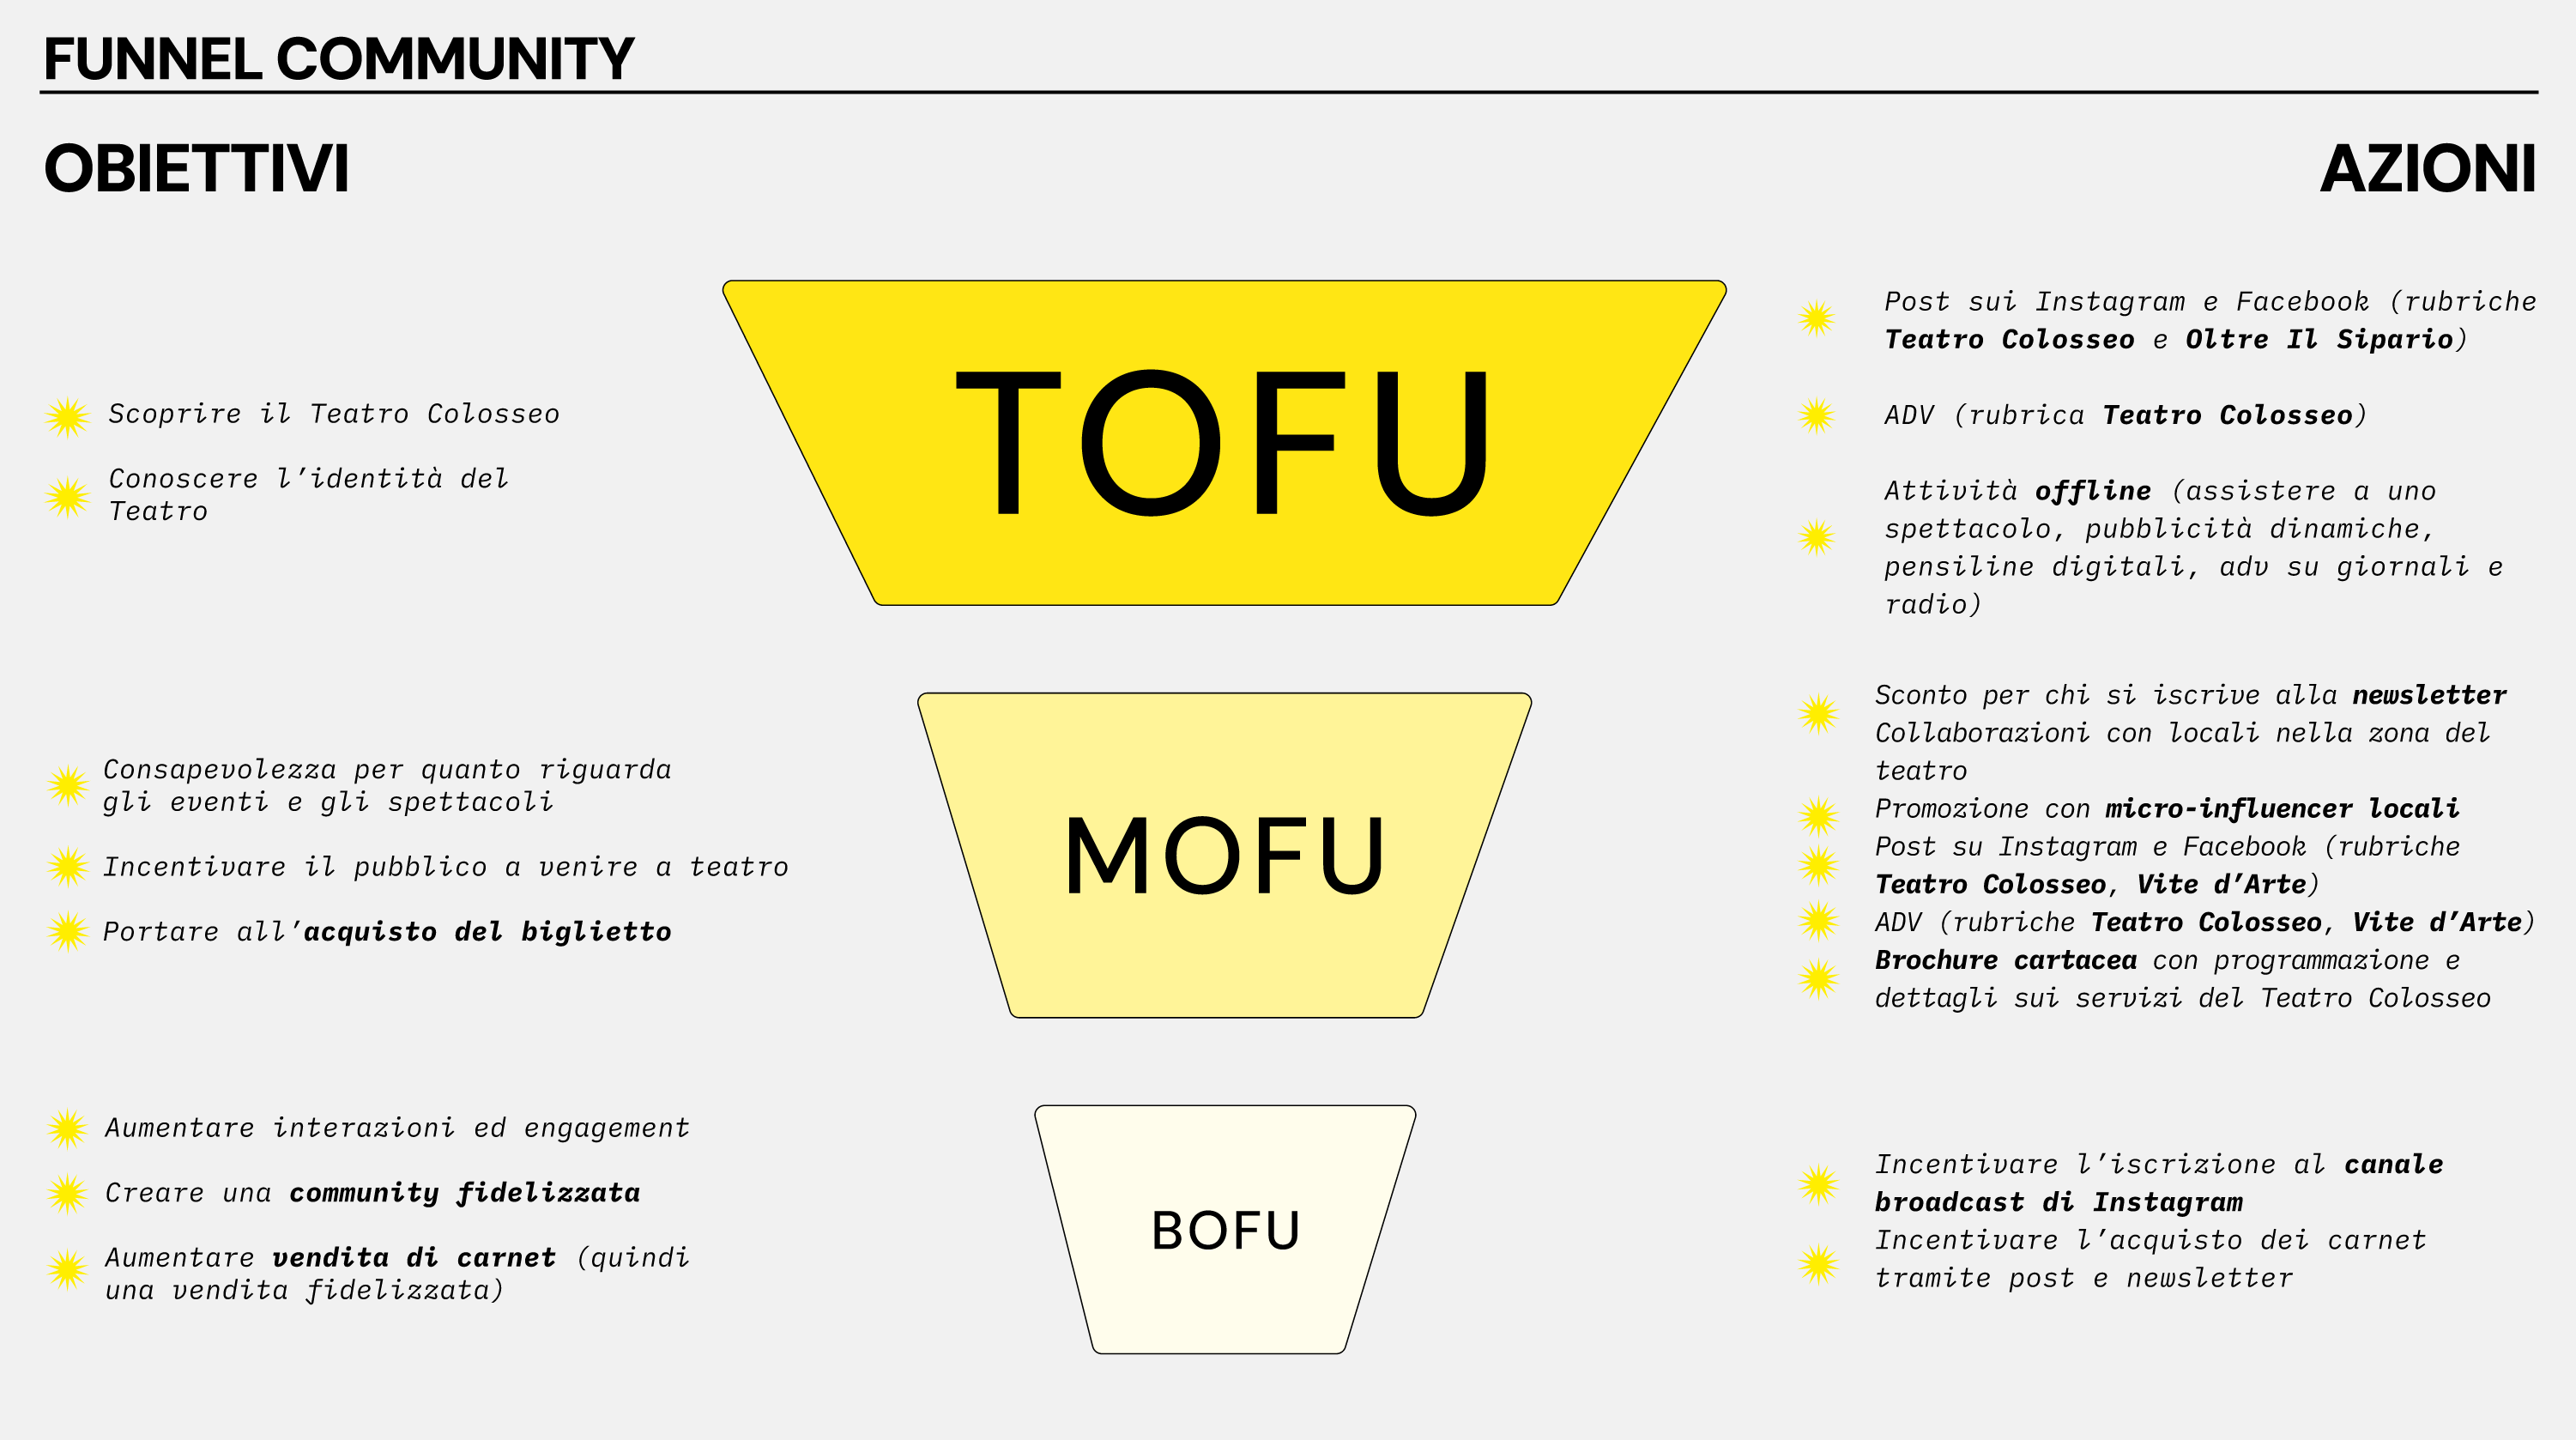 FUNNEL COMMUNITY
OBIETTIVI
AZIONI
Scoprire il Teatro Colosseo
Conoscere l’identità del
Teatro
TOFU
Post sui Instagram e Facebook (rubriche
Teatro Colosseo e Oltre Il Sipario)
ADV (rubrica Teatro Colosseo)
Attività offline (assistere a uno
spettacolo, pubblicità dinamiche,
pensiline digitali, adv su giornali e
radio)
Consapevolezza per quanto riguarda
gli eventi e gli spettacoli
Incentivare il pubblico a venire a teatro
Portare all’acquisto del biglietto
MOFU
Sconto per chi si iscrive alla newsletter
Collaborazioni con locali nella zona del
teatro
Promozione con micro-influencer locali
Post su Instagram e Facebook (rubriche
Teatro Colosseo, Vite d’Arte)
ADV (rubriche Teatro Colosseo, Vite d’Arte)
Brochure cartacea con programmazione e
dettagli sui servizi del Teatro Colosseo
Aumentare interazioni ed engagement
Creare una community fidelizzata
Aumentare vendita di carnet (quindi
una vendita fidelizzata)
BOFU
Incentivare l’iscrizione al canale
broadcast di Instagram
Incentivare l’acquisto dei carnet
tramite post e newsletter